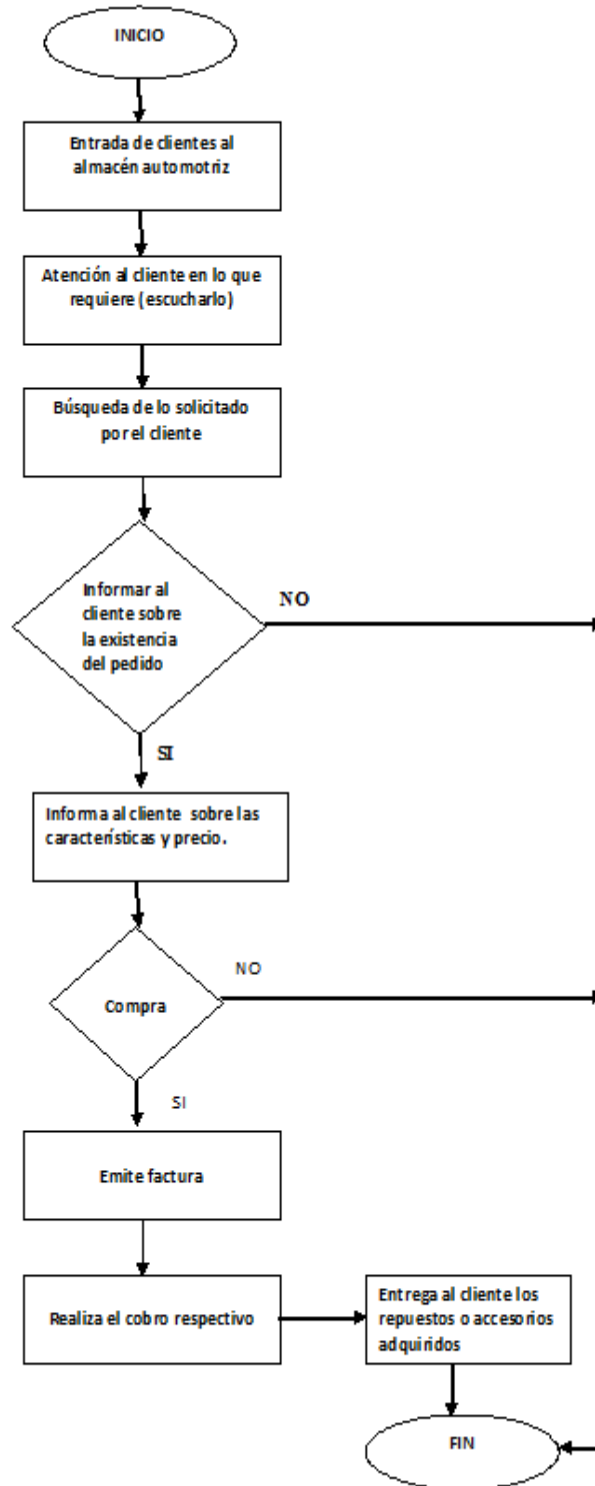 INICIO
Entrada de clientes al
almacén automotriz
Atención al cliente en lo que
requiere (escucharlo)
Búsqueda de lo solicitado
por el cliente
Informar al
cliente sobre
la existencia
del pedido
NO
SI
Informa al cliente sobre las
características y precio.
Compra
NO
SI
Emite factura
Realiza el cobro respectivo
Entrega al cliente los
repuestos o accesorios
adquiridos
FIN